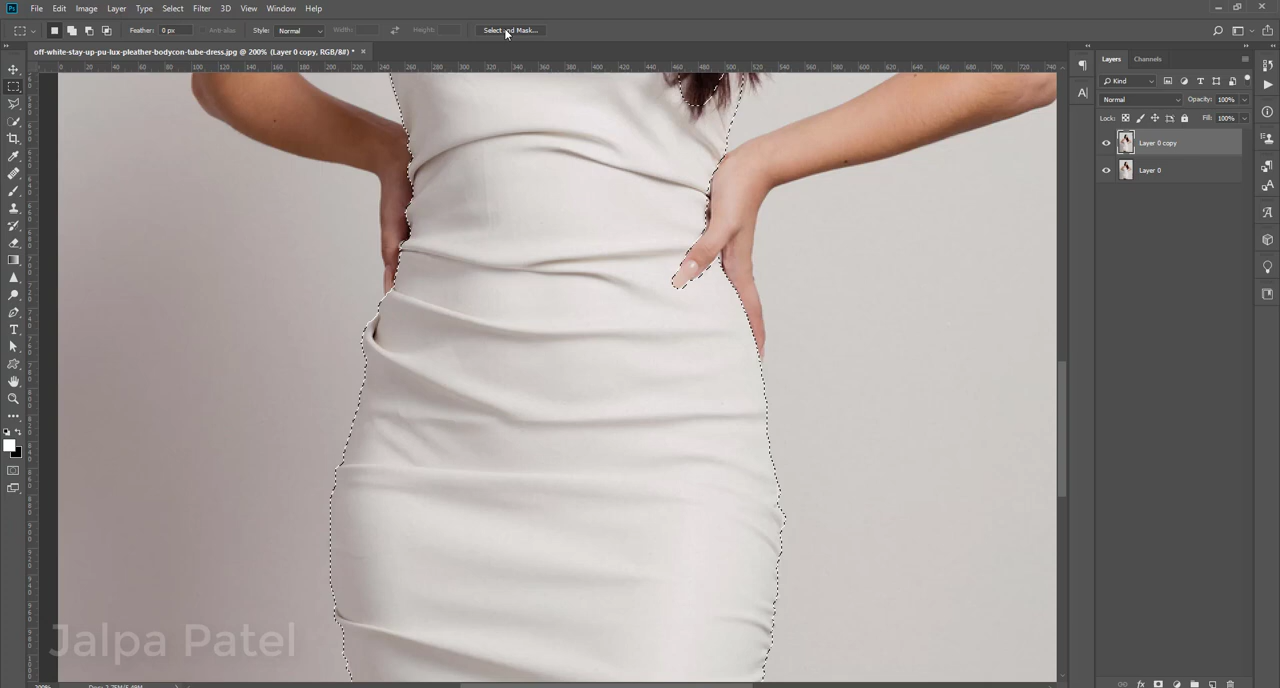 Ps File Edit Image Layer Type Select Filter 3D View Window Help
Feather: 0 px Anti-alias Style: Normal Width: Height: Select and Mask...
off-white-stay-up-pu-lux-pleather-bodycon-tube-dress.jpg @ 200% (Layer 0 copy, RGB/8#) * ×
Layers Channels
Kind
Normal Opacity: 100%
Lock: Fill: 100%
Layer 0 copy
Layer 0
Jalpa Patel